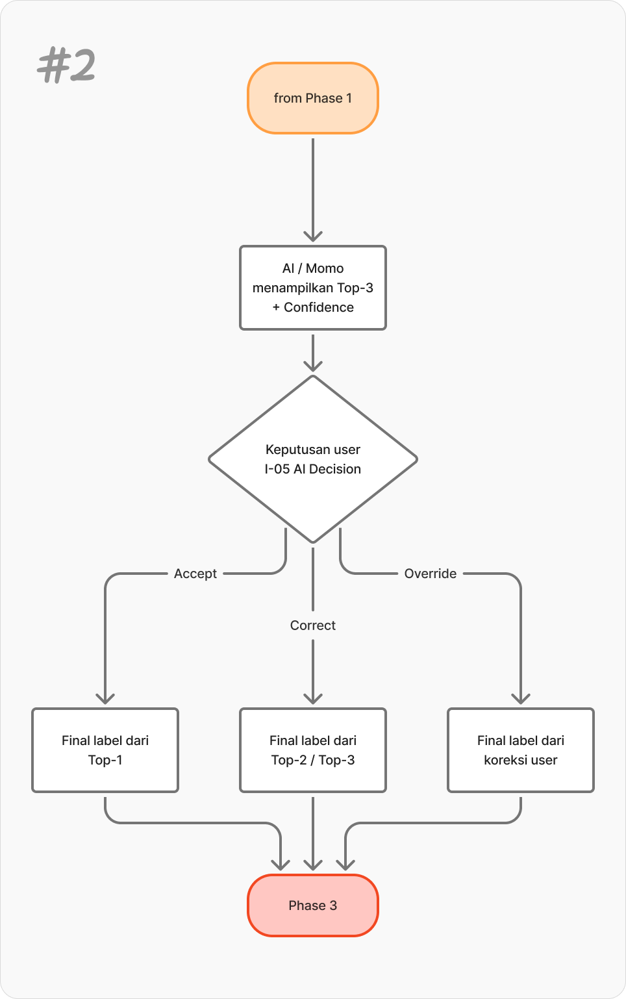 #2
from Phase 1
AI / Momo
menampilkan Top-3
+ Confidence
Keputusan user
I-05 AI Decision
Accept
Override
Correct
Final label dari
Top-1
Final label dari
Top-2 / Top-3
Final label dari
koreksi user
Phase 3